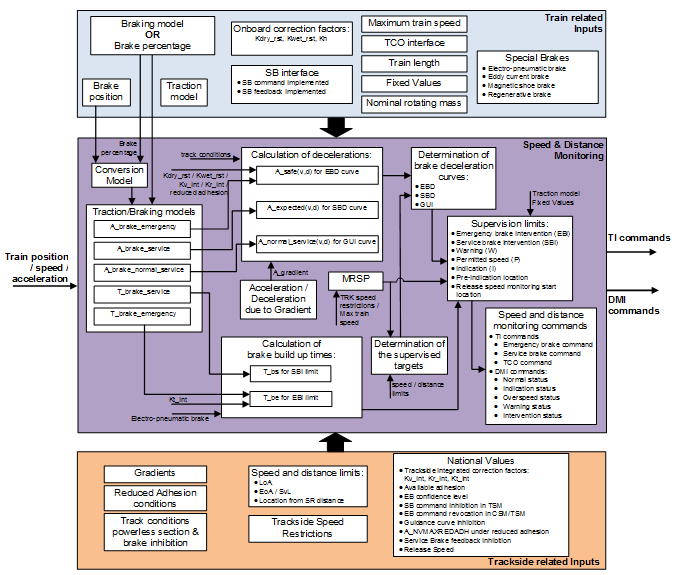 Train related
Inputs
Braking model
OR
Brake percentage
Onboard correction factors:
Kdry_rst, Kwet_rst, Kn
Maximum train speed
TCO interface
Train length
Fixed Values
Nominal rotating mass
SB interface
SB command implemented
SB feedback implemented
Special Brakes
Electro-pneumatic brake
Eddy current brake
Magnetic shoe brake
Regenerative brake
Brake
position
Traction
model
Speed & Distance
Monitoring
Brake
percentage
track conditions
Conversion
Model
Kdry_rst / Kwet_rst /
Kv_int / Kr_int /
reduced adhesion
Calculation of decelerations:
A_safe(v,d) for EBD curve
A_expected(v,d) for SBD curve
A_normal_service(v,d) for GUI curve
Determination of
brake deceleration
curves:
EBD
SBD
GUI
Traction model
Fixed Values
Traction/Braking models
A_brake_emergency
A_brake_service
A_brake_normal_service
T_brake_service
T_brake_emergency
Supervision limits:
Emergency brake intervention (EBI)
Service brake intervention (SBI)
Warning (W)
Permitted speed (P)
Indication (I)
Pre-indication location
Release speed monitoring start
location
Train position
/ speed /
acceleration
TI commands
DMI
commands
A_gradient
Acceleration /
Deceleration
due to Gradient
MRSP
TRK speed
restrictions /
Max train
speed
Speed and distance
monitoring commands
TI commands
Emergency brake command
Service brake command
TCO command
DMI commands:
Normal status
Indication status
Overspeed status
Warning status
Intervention status
Calculation of
brake build up times:
T_bs for SBI limit
T_be for EBI limit
Determination of
the supervised
targets
speed / distance
limits
Kt_int
Electro-pneumatic brake
Gradients
Reduced Adhesion
conditions
Track conditions
powerless section &
brake inhibition
Speed and distance limits:
LoA
EoA / SvL
Location from SR distance
Trackside Speed
Restrictions
National Values
Trackside integrated correction factors:
Kv_int, Kr_int, Kt_int
Available adhesion
EB confidence level
SB command inhibition in TSM
EB command revocation in CSM/TSM
Guidance curve inhibition
A_NVMAXREDADH under reduced adhesion
Service Brake feedback inhibition
Release Speed
Trackside related Inputs